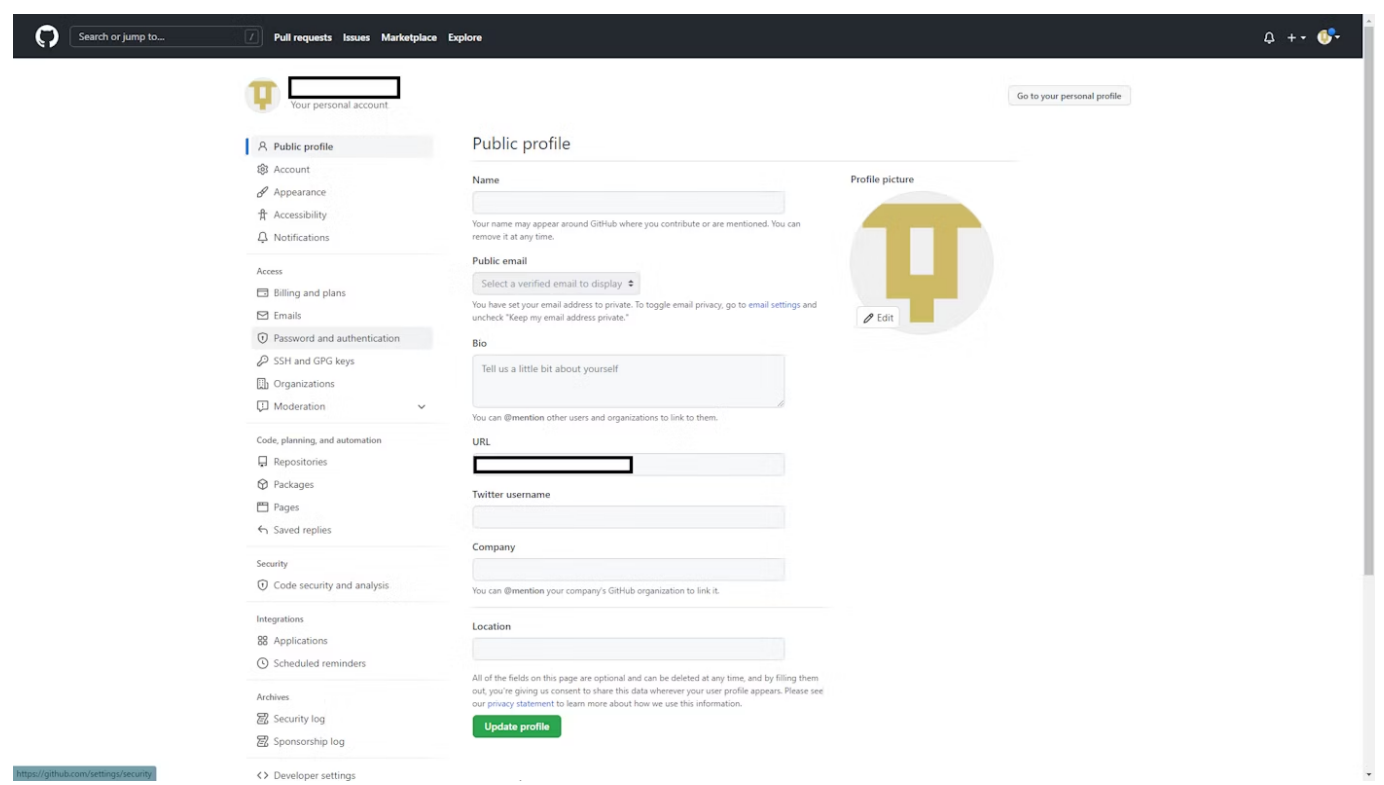 Search or jump to... /
Pull requests Issues Marketplace Explore
Your personal account
Go to your personal profile
Public profile
Account
Appearance
Accessibility
Notifications
Access
Billing and plans
Emails
Password and authentication
SSH and GPG keys
Organizations
Moderation
Code, planning, and automation
Repositories
Packages
Pages
Saved replies
Security
Code security and analysis
Integrations
Applications
Scheduled reminders
Archives
Security log
Sponsorship log
Developer settings
Public profile
Name
Your name may appear around GitHub where you contribute or are mentioned. You can
remove it at any time.
Public email
Select a verified email to display
You have set your email address to private. To toggle email privacy, go to email settings and
uncheck "Keep my email address private."
Bio
Tell us a little bit about yourself
You can @mention other users and organizations to link to them.
URL
Twitter username
Company
You can @mention your company's GitHub organization to link it.
Location
All of the fields on this page are optional and can be deleted at any time, and by filling them
out, you're giving us consent to share this data wherever your user profile appears. Please see
our privacy statement to learn more about how we use this information.
Update profile
Profile picture
Edit
https://github.com/settings/security